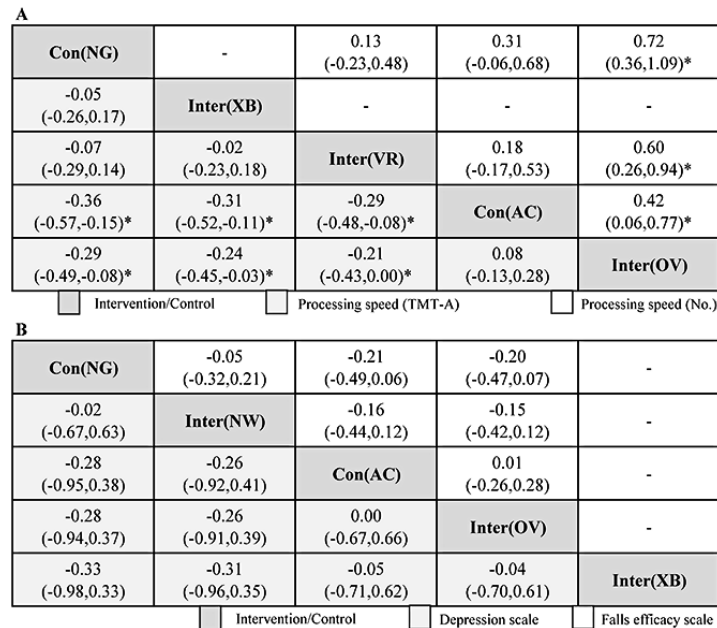 A
Con(NG) - 0.13 0.31 0.72
(-0.23,0.48) (-0.06,0.68) (0.36,1.09)*
-0.05 Inter(XB) - - -
(-0.26,0.17)
-0.07 -0.02 Inter(VR) 0.18 0.60
(-0.29,0.14) (-0.23,0.18) (-0.17,0.53) (0.26,0.94)*
-0.36 -0.31 -0.29 Con(AC) 0.42
(-0.57,-0.15)* (-0.52,-0.11)* (-0.48,-0.08)* (0.06,0.77)*
-0.29 -0.24 -0.21 0.08 Inter(OV)
(-0.49,-0.08)* (-0.45,-0.03)* (-0.43,0.00)* (-0.13,0.28)
Intervention/Control Processing speed (TMT-A) Processing speed (No.)
B
Con(NG) -0.05 -0.21 -0.20 -
(-0.32,0.21) (-0.49,0.06) (-0.47,0.07)
-0.02 Inter(NW) -0.16 -0.15 -
(-0.67,0.63) (-0.44,0.12) (-0.42,0.12)
-0.28 -0.26 Con(AC) 0.01 -
(-0.95,0.38) (-0.92,0.41) (-0.26,0.28)
-0.28 -0.26 0.00 Inter(OV) -
(-0.94,0.37) (-0.91,0.39) (-0.67,0.66)
-0.33 -0.31 -0.05 -0.04 Inter(XB)
(-0.98,0.33) (-0.96,0.35) (-0.71,0.62) (-0.70,0.61)
Intervention/Control Depression scale Falls efficacy scale